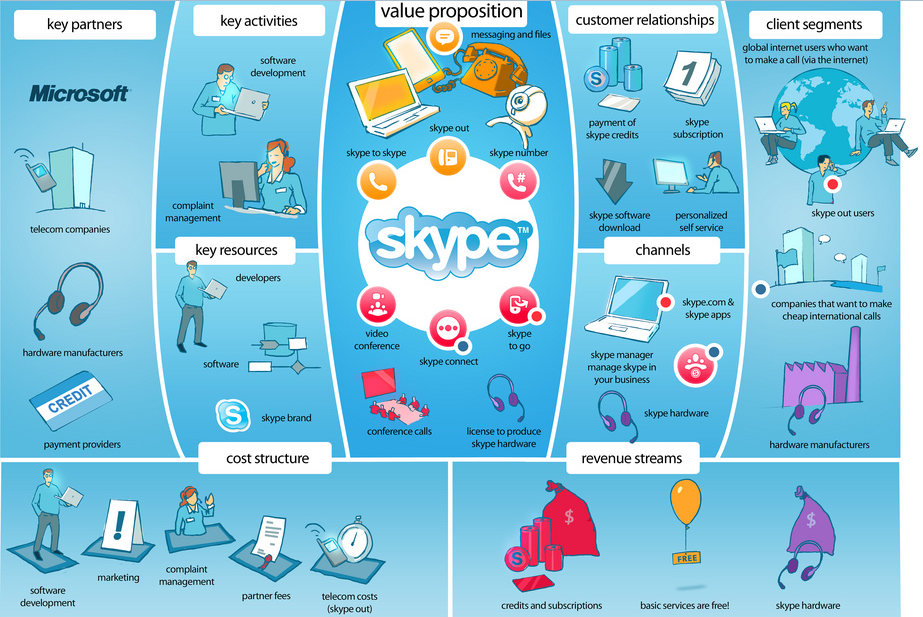 key partners
Microsoft
telecom companies
hardware manufacturers
CREDIT
payment providers
key activities
software
development
complaint
management
key resources
developers
software
S
skype brand
value proposition
messaging and files
skype out
skype to skype
skype number
#
skype™
video
conference
skype connect
skype
to go
conference calls
license to produce
skype hardware
customer relationships
S
1
payment of
skype credits
skype
subscription
skype software
download
personalized
self service
channels
skype.com &
skype apps
skype manager
manage skype in
your business
S
skype hardware
client segments
global internet users who want
to make a call (via the internet)
skype out users
companies that want to make
cheap international calls
hardware manufacturers
cost structure
software
development
!
marketing
complaint
management
partner fees
telecom costs
(skype out)
revenue streams
$
S
credits and subscriptions
FREE
basic services are free!
$
skype hardware